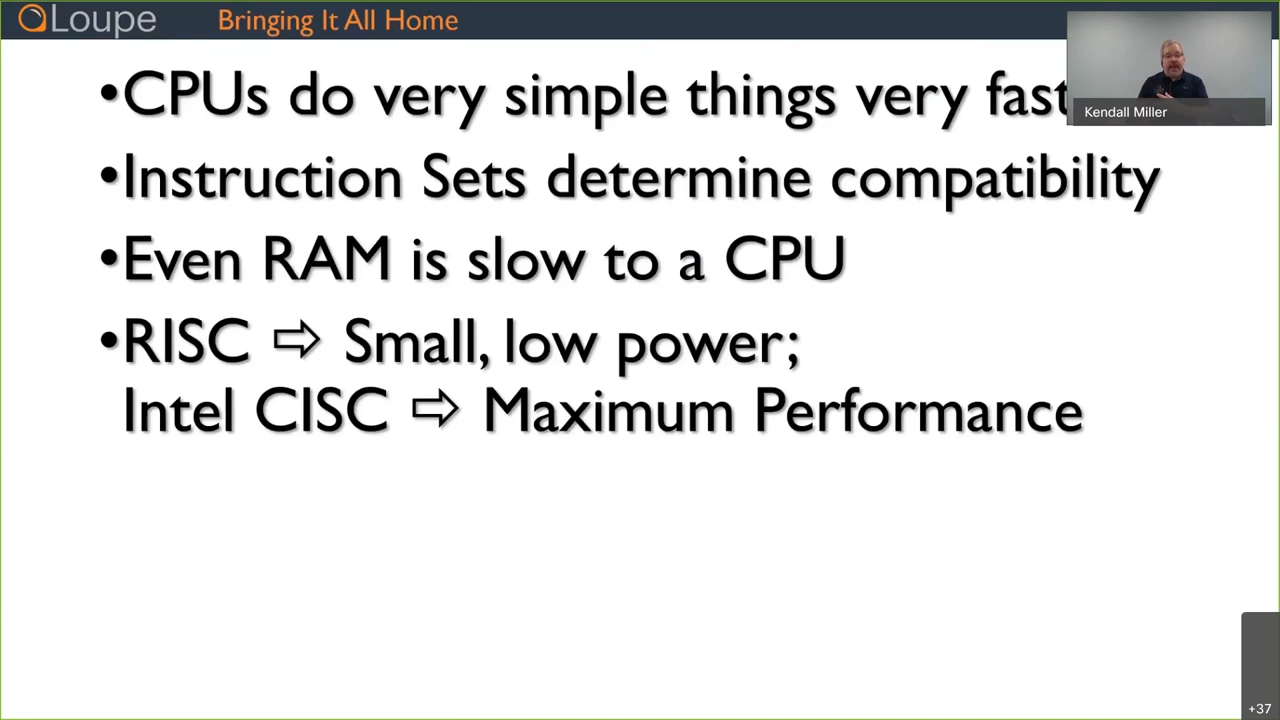 Loupe
Bringing It All Home
Kendall Miller
•CPUs do very simple things very fast
•Instruction Sets determine compatibility
•Even RAM is slow to a CPU
•RISC ⇨ Small, low power;
Intel CISC ⇨ Maximum Performance
+37